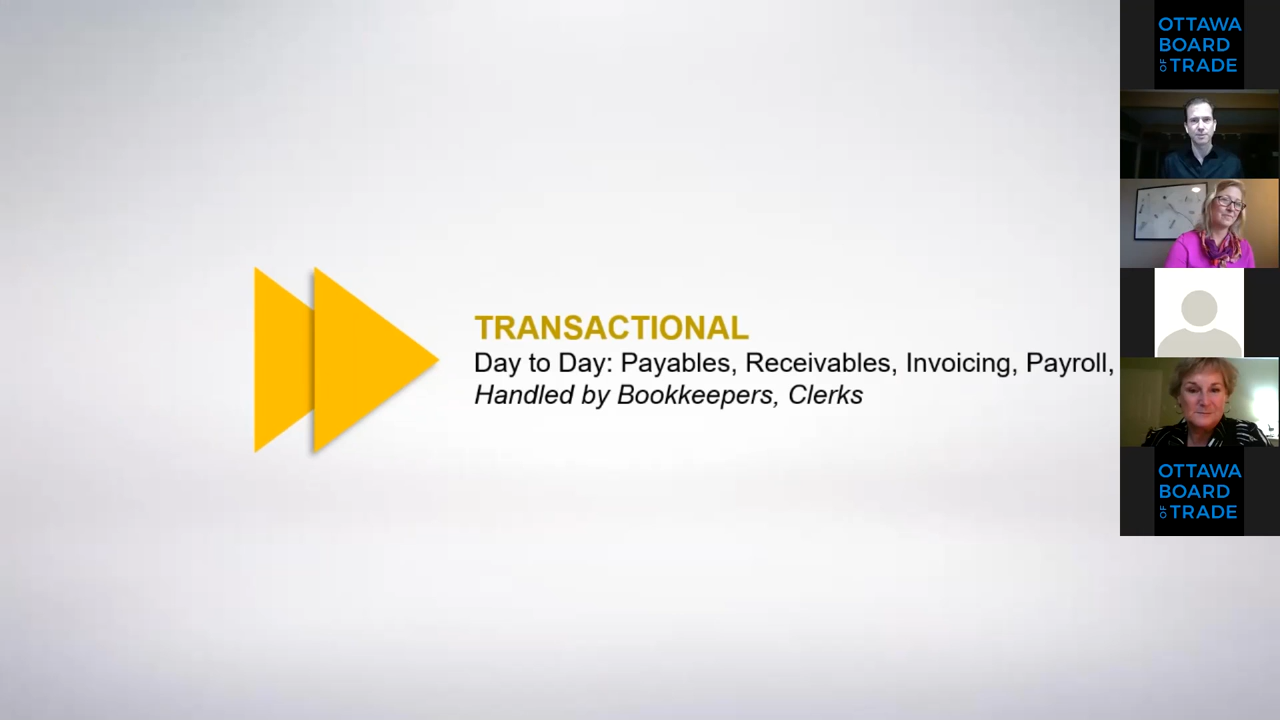 TRANSACTIONAL
Day to Day: Payables, Receivables, Invoicing, Payroll,
Handled by Bookkeepers, Clerks
OTTAWA
BOARD
OF TRADE
OTTAWA
BOARD
OF TRADE